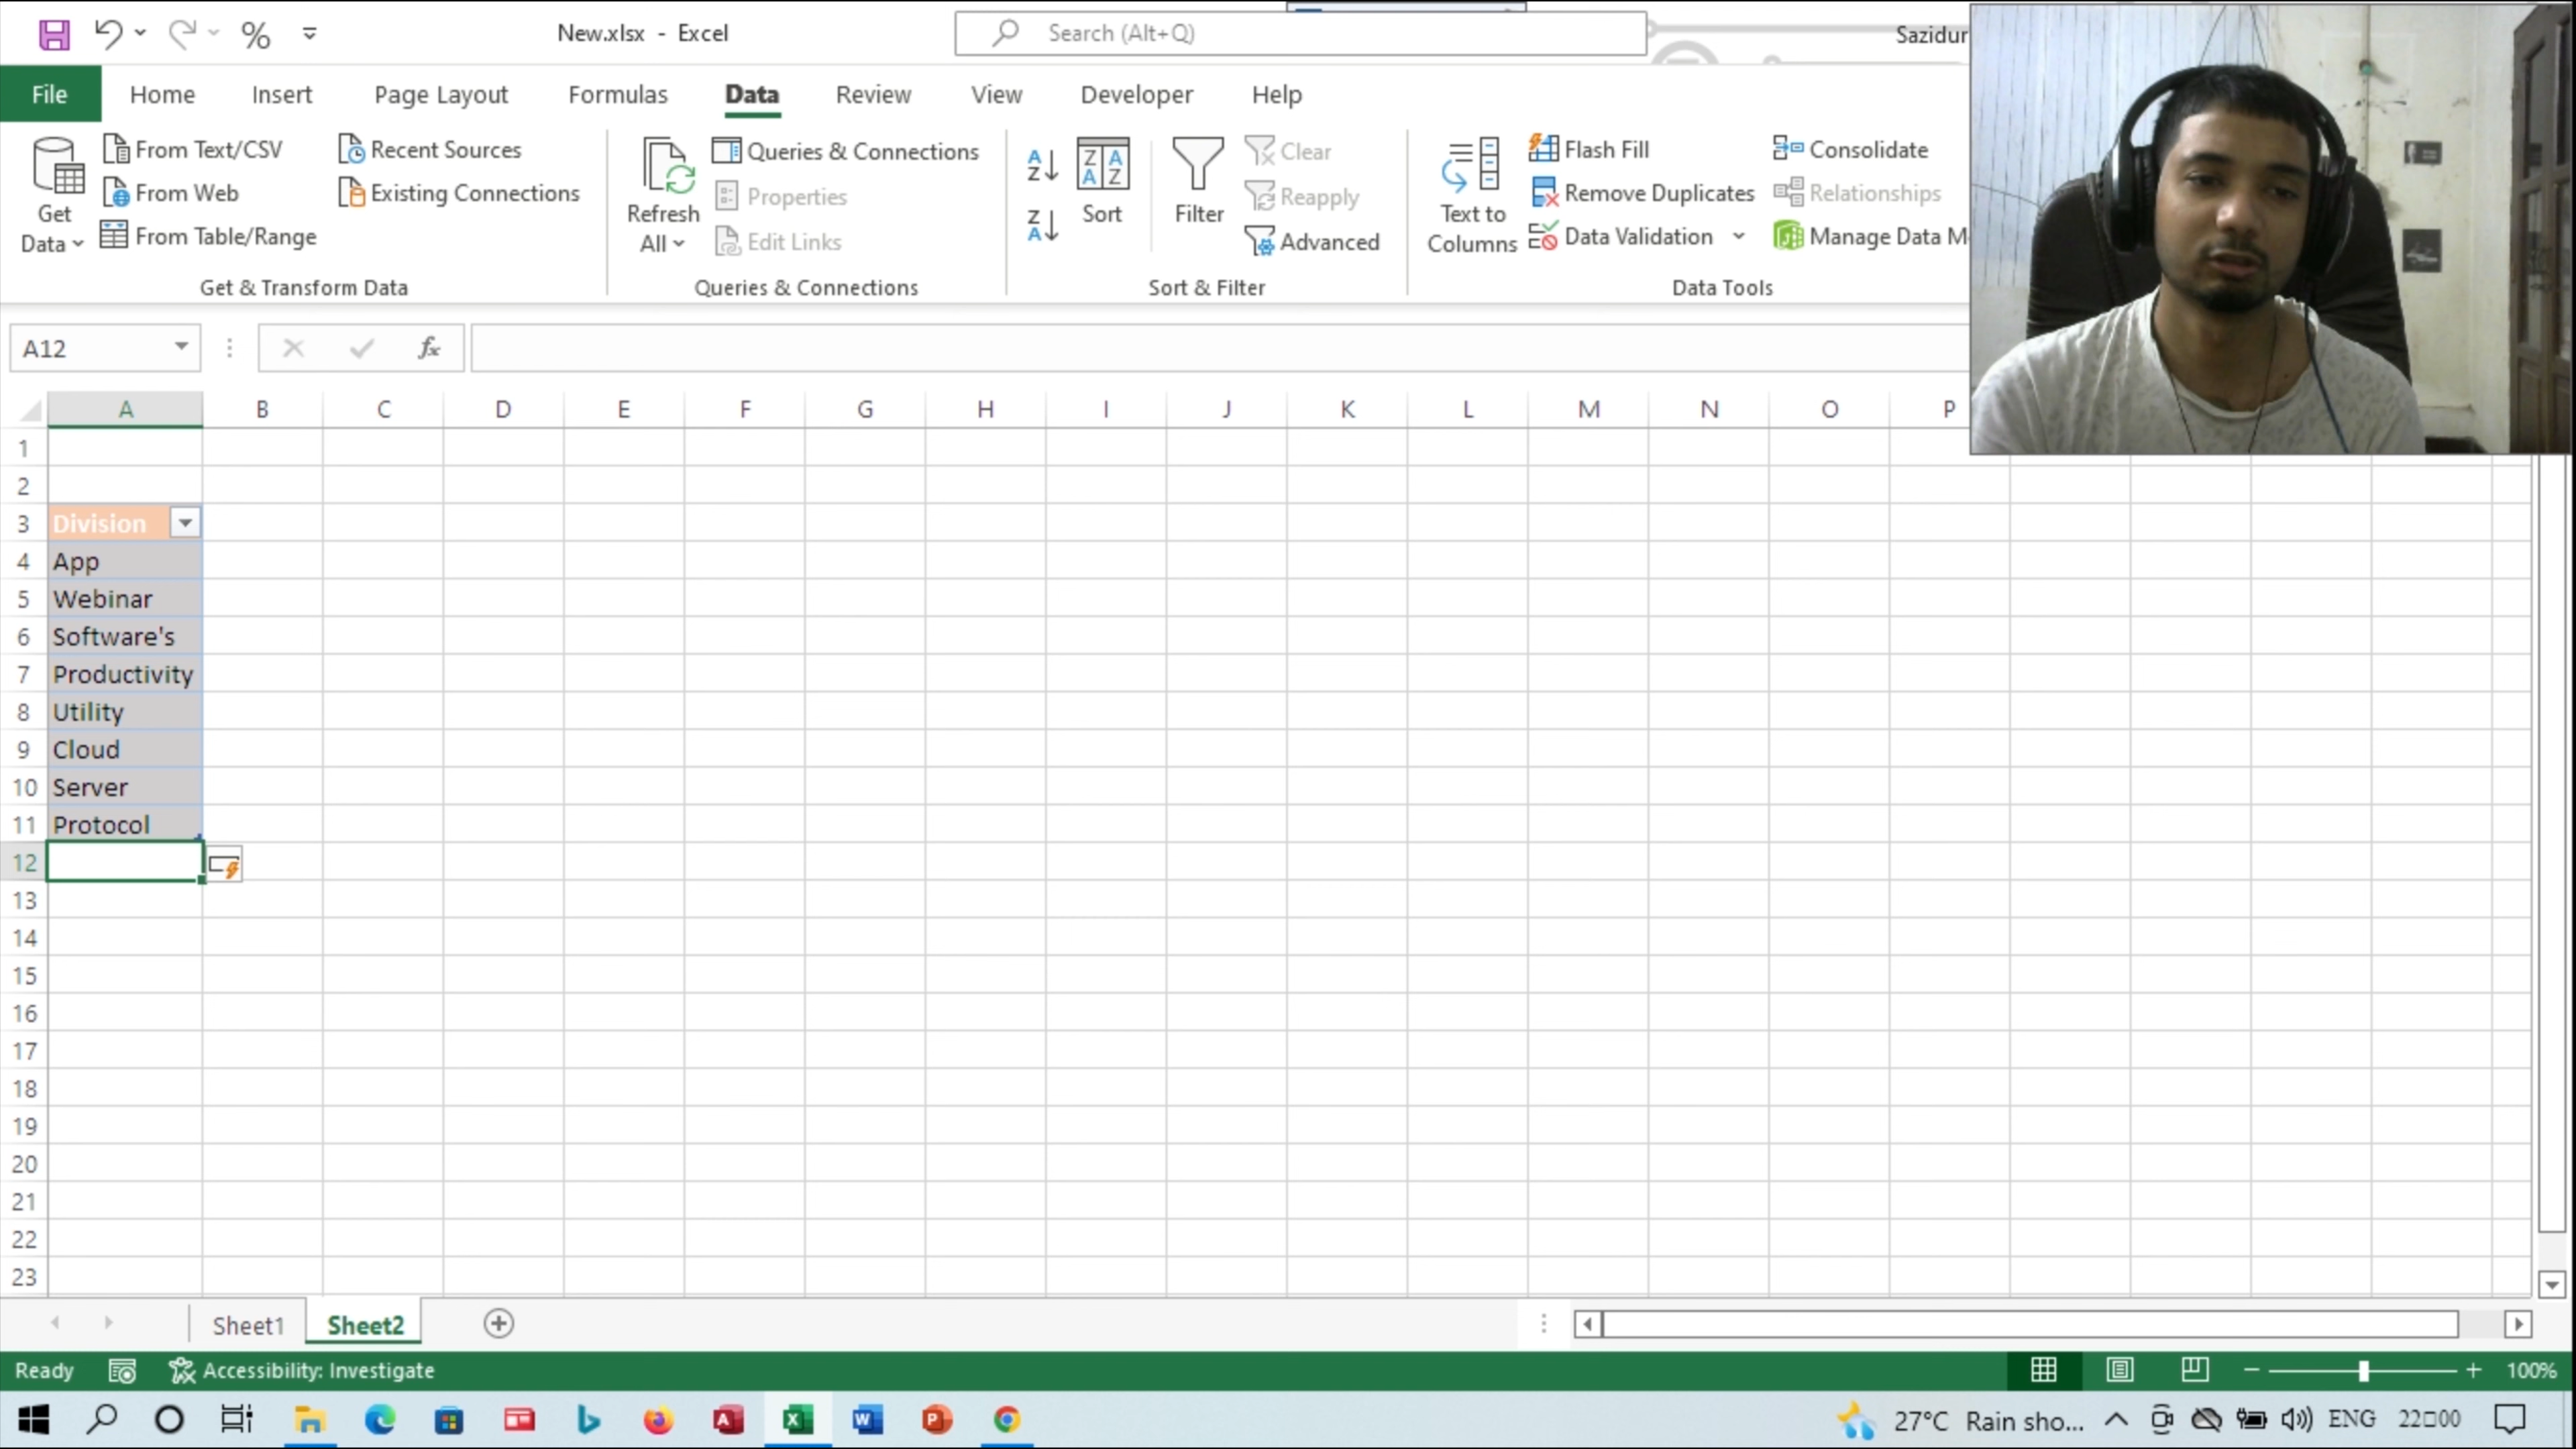 New.xlsx - Excel
Search (Alt+Q)
Sazidur
File Home Insert Page Layout Formulas Data Review View Developer Help
Get Data
From Text/CSV
From Web
From Table/Range
Recent Sources
Existing Connections
Get & Transform Data
Refresh All
Queries & Connections
Properties
Edit Links
Queries & Connections
Sort
Filter
Clear
Reapply
Advanced
Sort & Filter
Text to Columns
Flash Fill
Remove Duplicates
Data Validation
Consolidate
Relationships
Manage Data M
Data Tools
A12
fx
A B C D E F G H I J K L M N O P
1
2
3 Division
4 App
5 Webinar
6 Software's
7 Productivity
8 Utility
9 Cloud
10 Server
11 Protocol
12
13
14
15
16
17
18
19
20
21
22
23
Sheet1 Sheet2
Ready Accessibility: Investigate 100%
27°C Rain sho... ENG 22□00